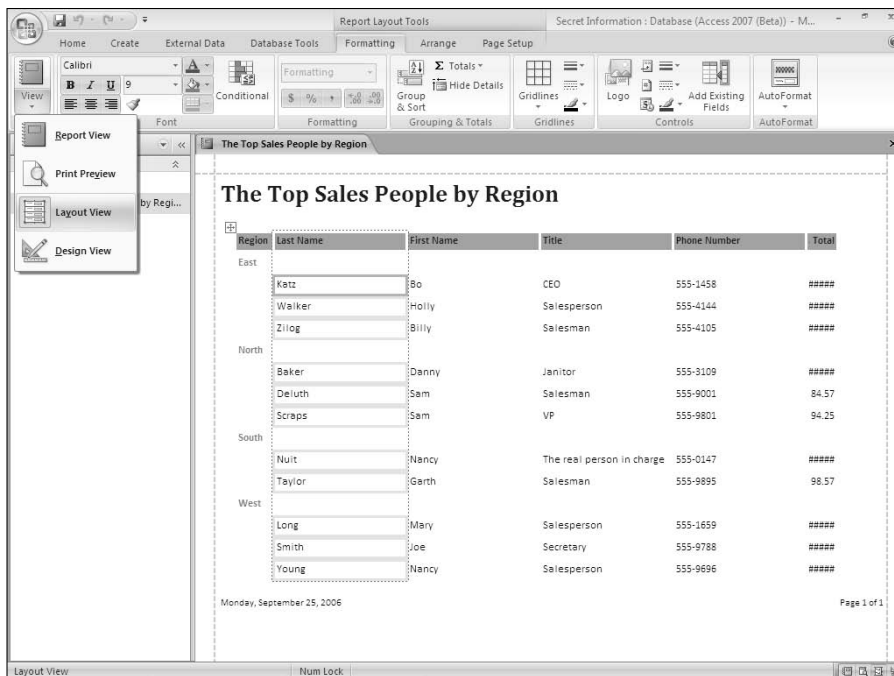 Report Layout Tools
Secret Information : Database (Access 2007 (Beta)) - M...
Home Create External Data Database Tools Formatting Arrange Page Setup
View
Calibri
B I U 9
Font
Conditional
Formatting
$ % , +.0 .00 .00 +.0
Formatting
Group & Sort
Σ Totals
Hide Details
Grouping & Totals
Gridlines
Gridlines
Logo
Add Existing Fields
Controls
AutoFormat
AutoFormat
Report View
Print Preview
Layout View
Design View
by Regi...
The Top Sales People by Region
The Top Sales People by Region
Region Last Name First Name Title Phone Number Total
East
Katz Bo CEO 555-1458 #####
Walker Holly Salesperson 555-4144 #####
Zilog Billy Salesman 555-4105 #####
North
Baker Danny Janitor 555-3109 #####
Deluth Sam Salesman 555-9001 84.57
Scraps Sam VP 555-9801 94.25
South
Nuit Nancy The real person in charge 555-0147 #####
Taylor Garth Salesman 555-9895 98.57
West
Long Mary Salesperson 555-1659 #####
Smith Joe Secretary 555-9788 #####
Young Nancy Salesperson 555-9696 #####
Monday, September 25, 2006 Page 1 of 1
Layout View Num Lock